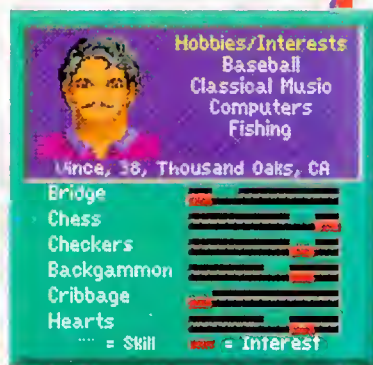 Hobbies/Interests
Baseball
Classical Music
Computers
Fishing
Vince, 38, Thousand Oaks, CA
Bridge
Chess
Checkers
Backgammon
Cribbage
Hearts
= Skill = Interest